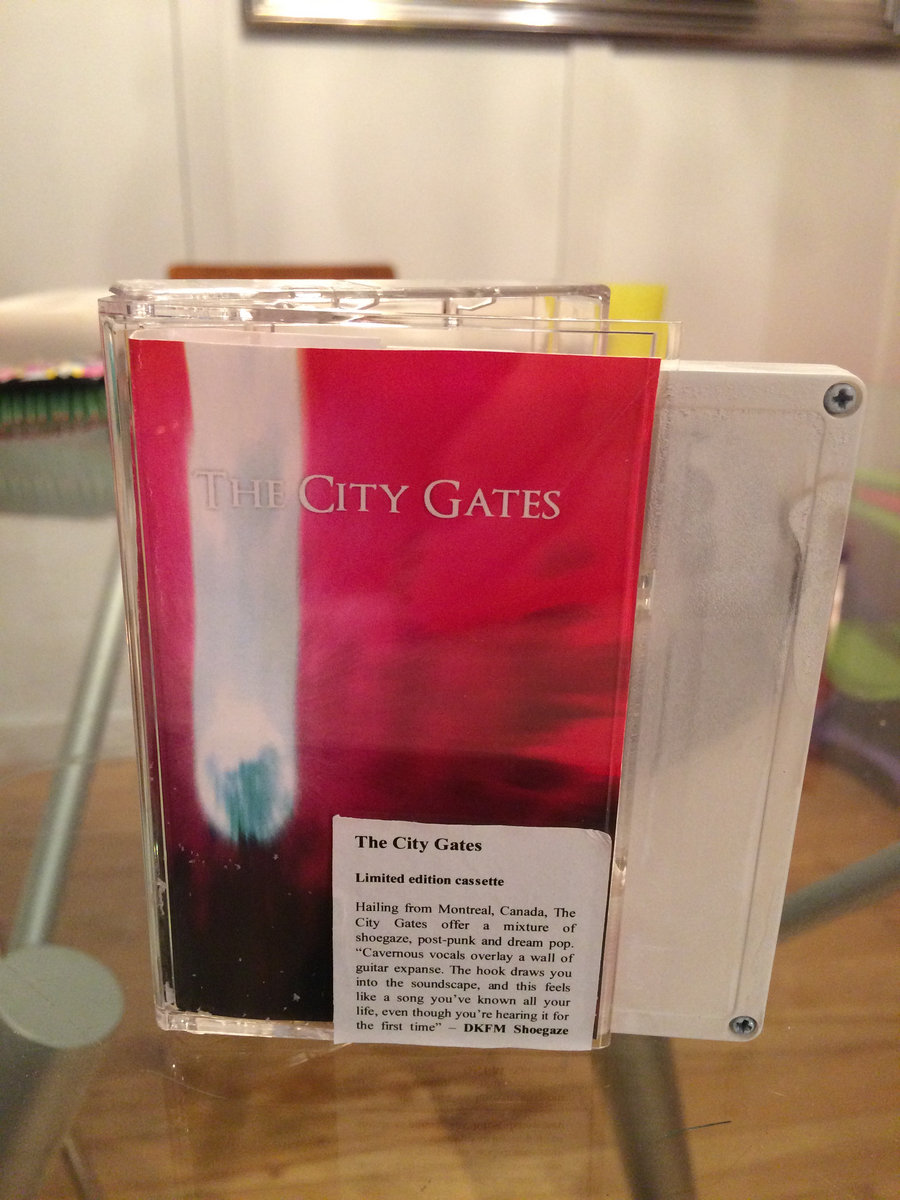 THE CITY GATES
The City Gates
Limited edition cassette
Hailing from Montreal, Canada, The
City Gates offer a mixture of
shoegaze, post-punk and dream pop.
“Cavernous vocals overlay a wall of
guitar expanse. The hook draws you
into the soundscape, and this feels
like a song you’ve known all your
life, even though you’re hearing it for
the first time” – DKFM Shoegaze